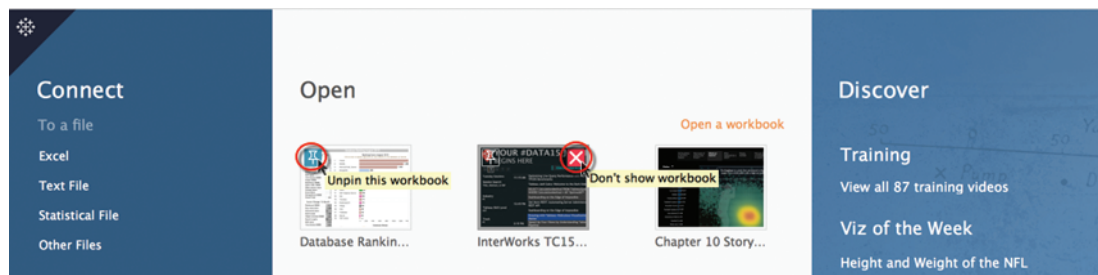 Connect
To a file
Excel
Text File
Statistical File
Other Files
Open
Open a workbook
Unpin this workbook
Don't show workbook
Database Rankin...
InterWorks TC15...
Chapter 10 Story...
Discover
Training
View all 87 training videos
Viz of the Week
Height and Weight of the NFL